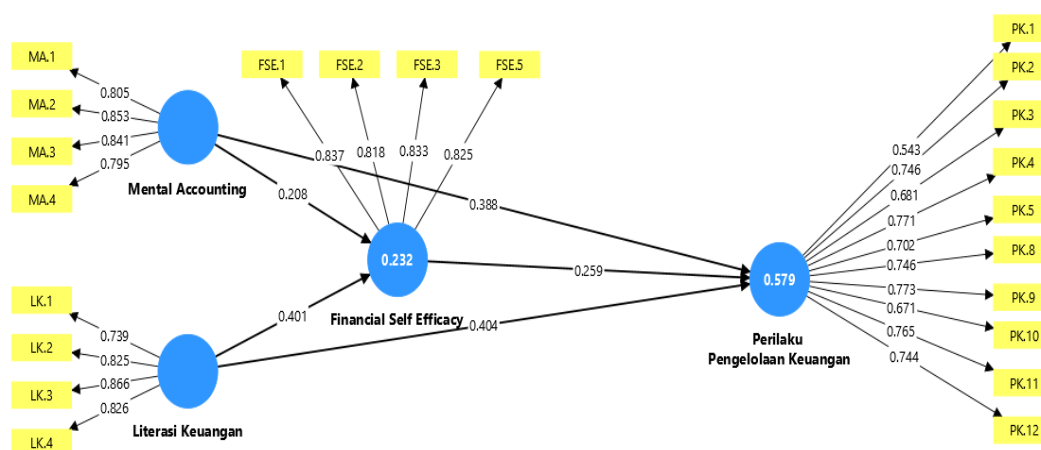 MA.1
MA.2
MA.3
MA.4
0.805
0.853
0.841
0.795
Mental Accounting
FSE.1
FSE.2
FSE.3
FSE.5
0.837
0.818
0.833
0.825
0.208
0.388
0.232
Financial Self Efficacy
0.401
0.259
0.404
LK.1
LK.2
LK.3
LK.4
0.739
0.825
0.866
0.826
Literasi Keuangan
0.579
Perilaku
Pengelolaan Keuangan
0.543
0.746
0.681
0.771
0.702
0.746
0.773
0.671
0.765
0.744
PK.1
PK.2
PK.3
PK.4
PK.5
PK.8
PK.9
PK.10
PK.11
PK.12